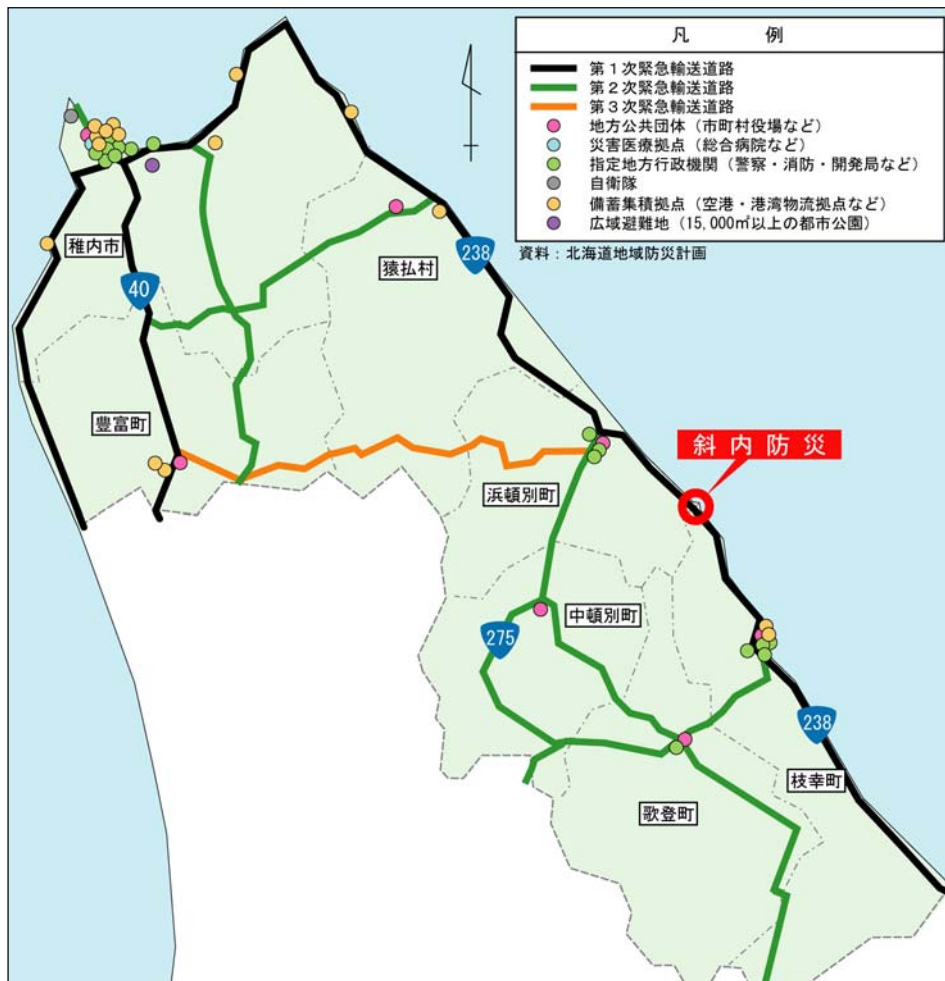 凡 例
第1次緊急輸送道路
第2次緊急輸送道路
第3次緊急輸送道路
地方公共団体（市町村役場など）
災害医療拠点（総合病院など）
指定地方行政機関（警察・消防・開発局など）
自衛隊
備蓄集積拠点（空港・港湾物流拠点など）
広域避難地（15,000㎡以上の都市公園）
資料：北海道地域防災計画
稚内市
猿払村
238
40
豊富町
斜内防災
浜頓別町
中頓別町
275
238
枝幸町
歌登町